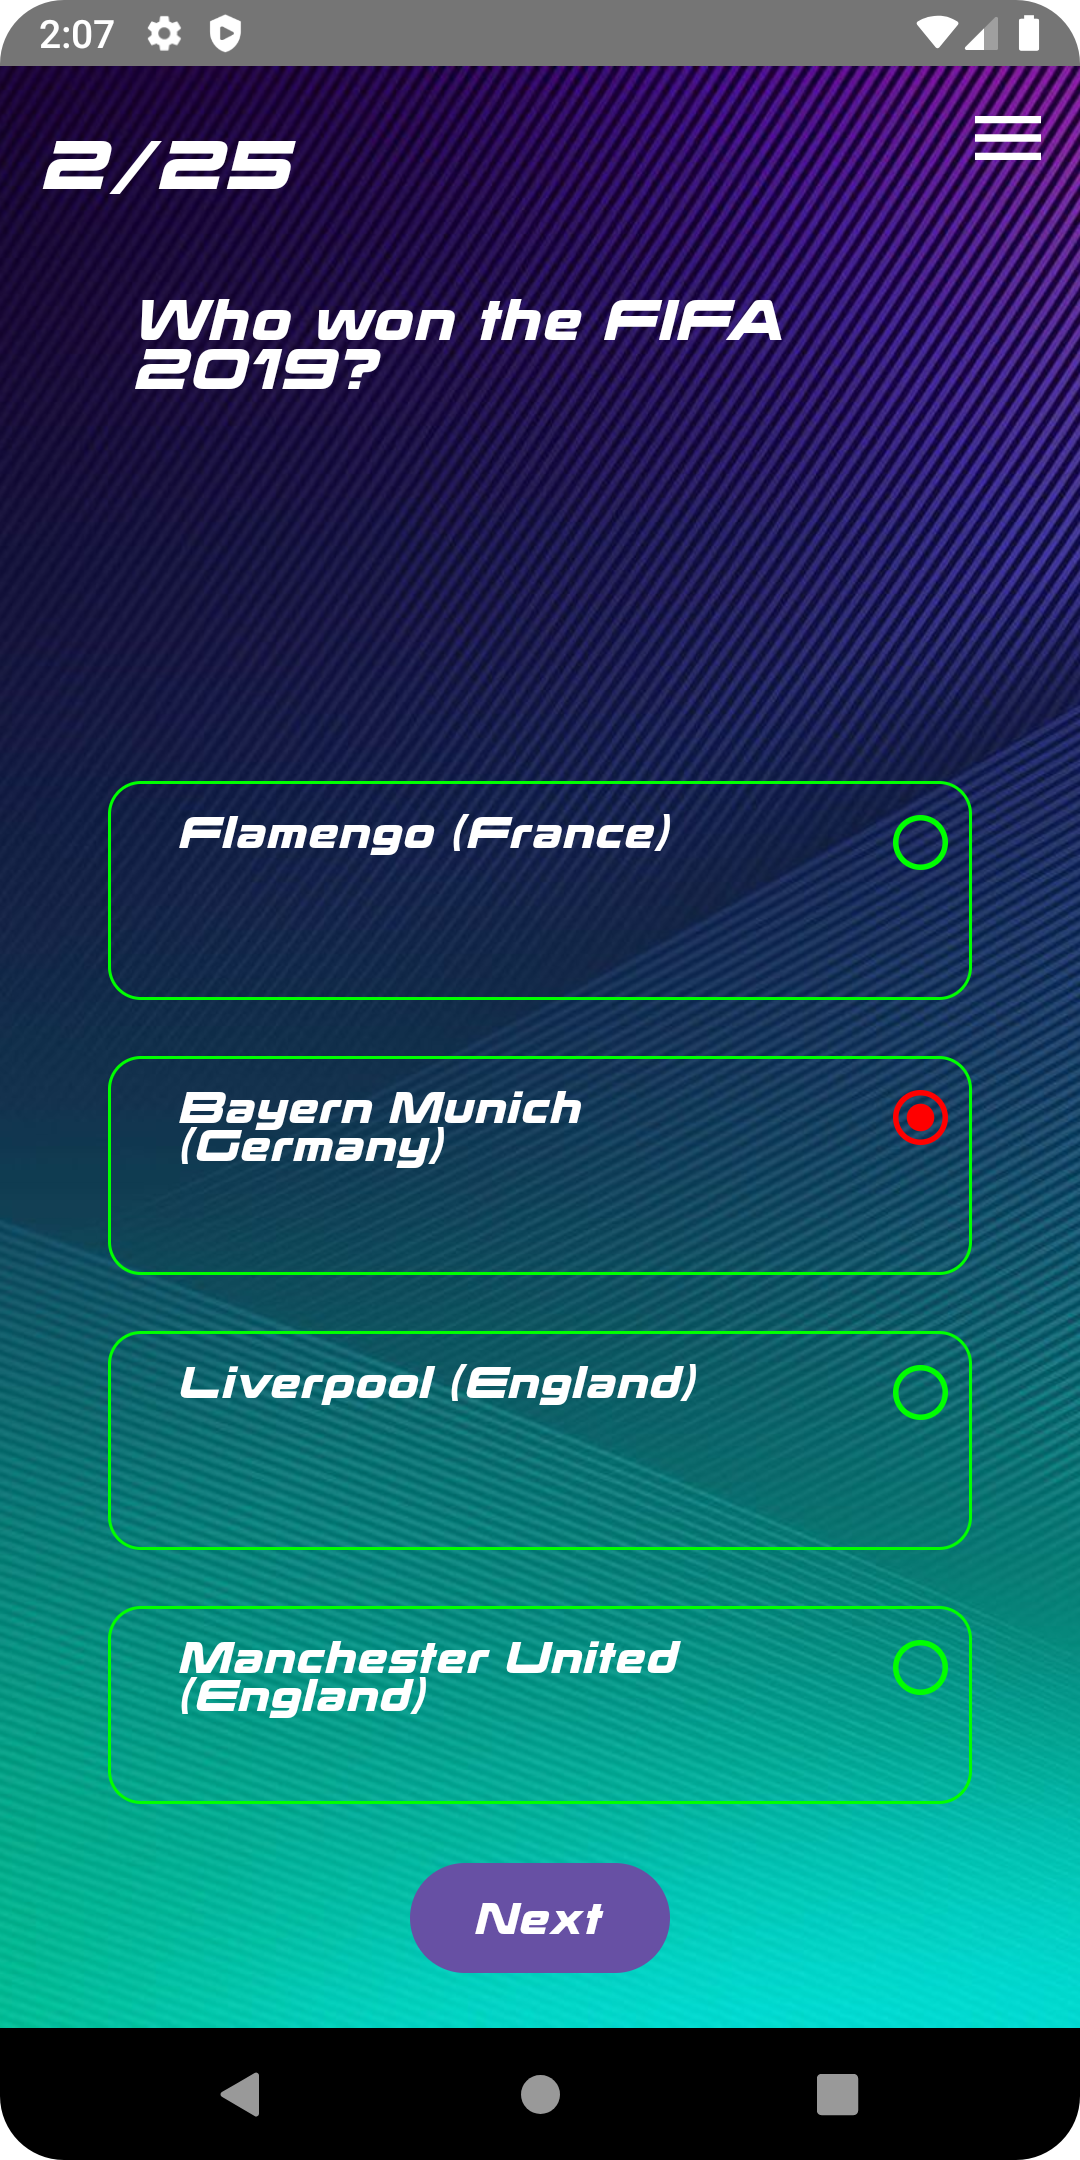 2:07
2/25
Who won the FIFA
2019?
Flamengo (France)
Bayern Munich
(Germany)
Liverpool (England)
Manchester United
(England)
Next